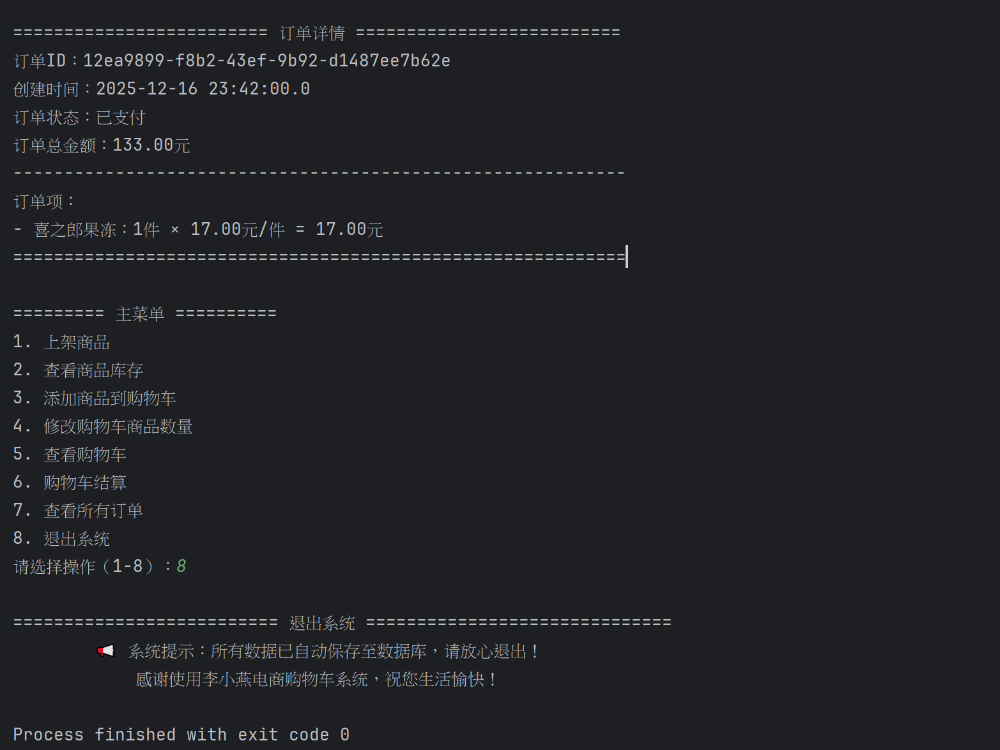 ========================= 订单详情 ==========================
订单ID：12ea9899-f8b2-43ef-9b92-d1487ee7b62e
创建时间：2025-12-16 23:42:00.0
订单状态：已支付
订单总金额：133.00元
------------------------------------------------------------
订单项：
- 喜之郎果冻：1件 × 17.00元/件 = 17.00元
============================================================
========= 主菜单 ==========
1. 上架商品
2. 查看商品库存
3. 添加商品到购物车
4. 修改购物车商品数量
5. 查看购物车
6. 购物车结算
7. 查看所有订单
8. 退出系统
请选择操作（1-8）：8
========================== 退出系统 ==============================
📢 系统提示：所有数据已自动保存至数据库，请放心退出！
感谢使用李小燕电商购物车系统，祝您生活愉快！
Process finished with exit code 0